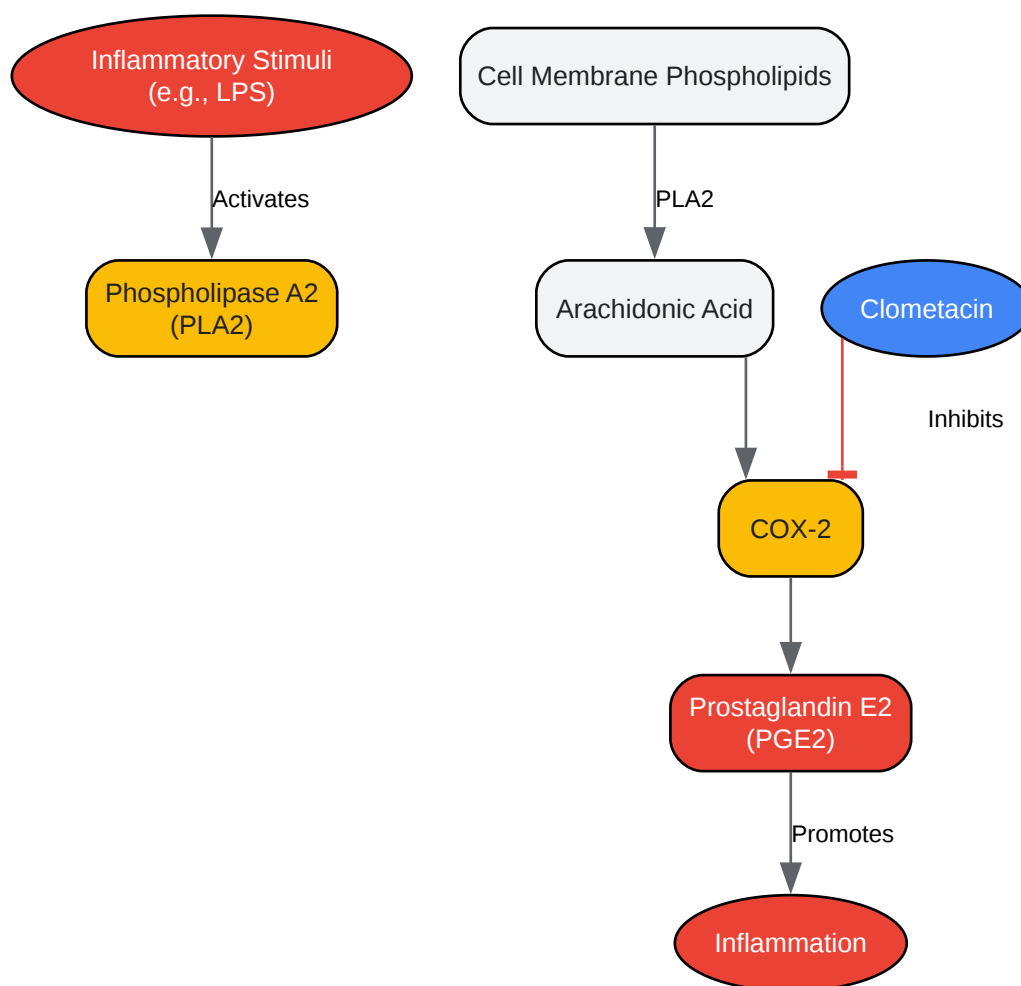 Inflammatory Stimuli
(e.g., LPS)
Cell Membrane Phospholipids
Activates
PLA2
Phospholipase A2
(PLA2)
Arachidonic Acid
Clometacin
Inhibits
COX-2
Prostaglandin E2
(PGE2)
Promotes
Inflammation